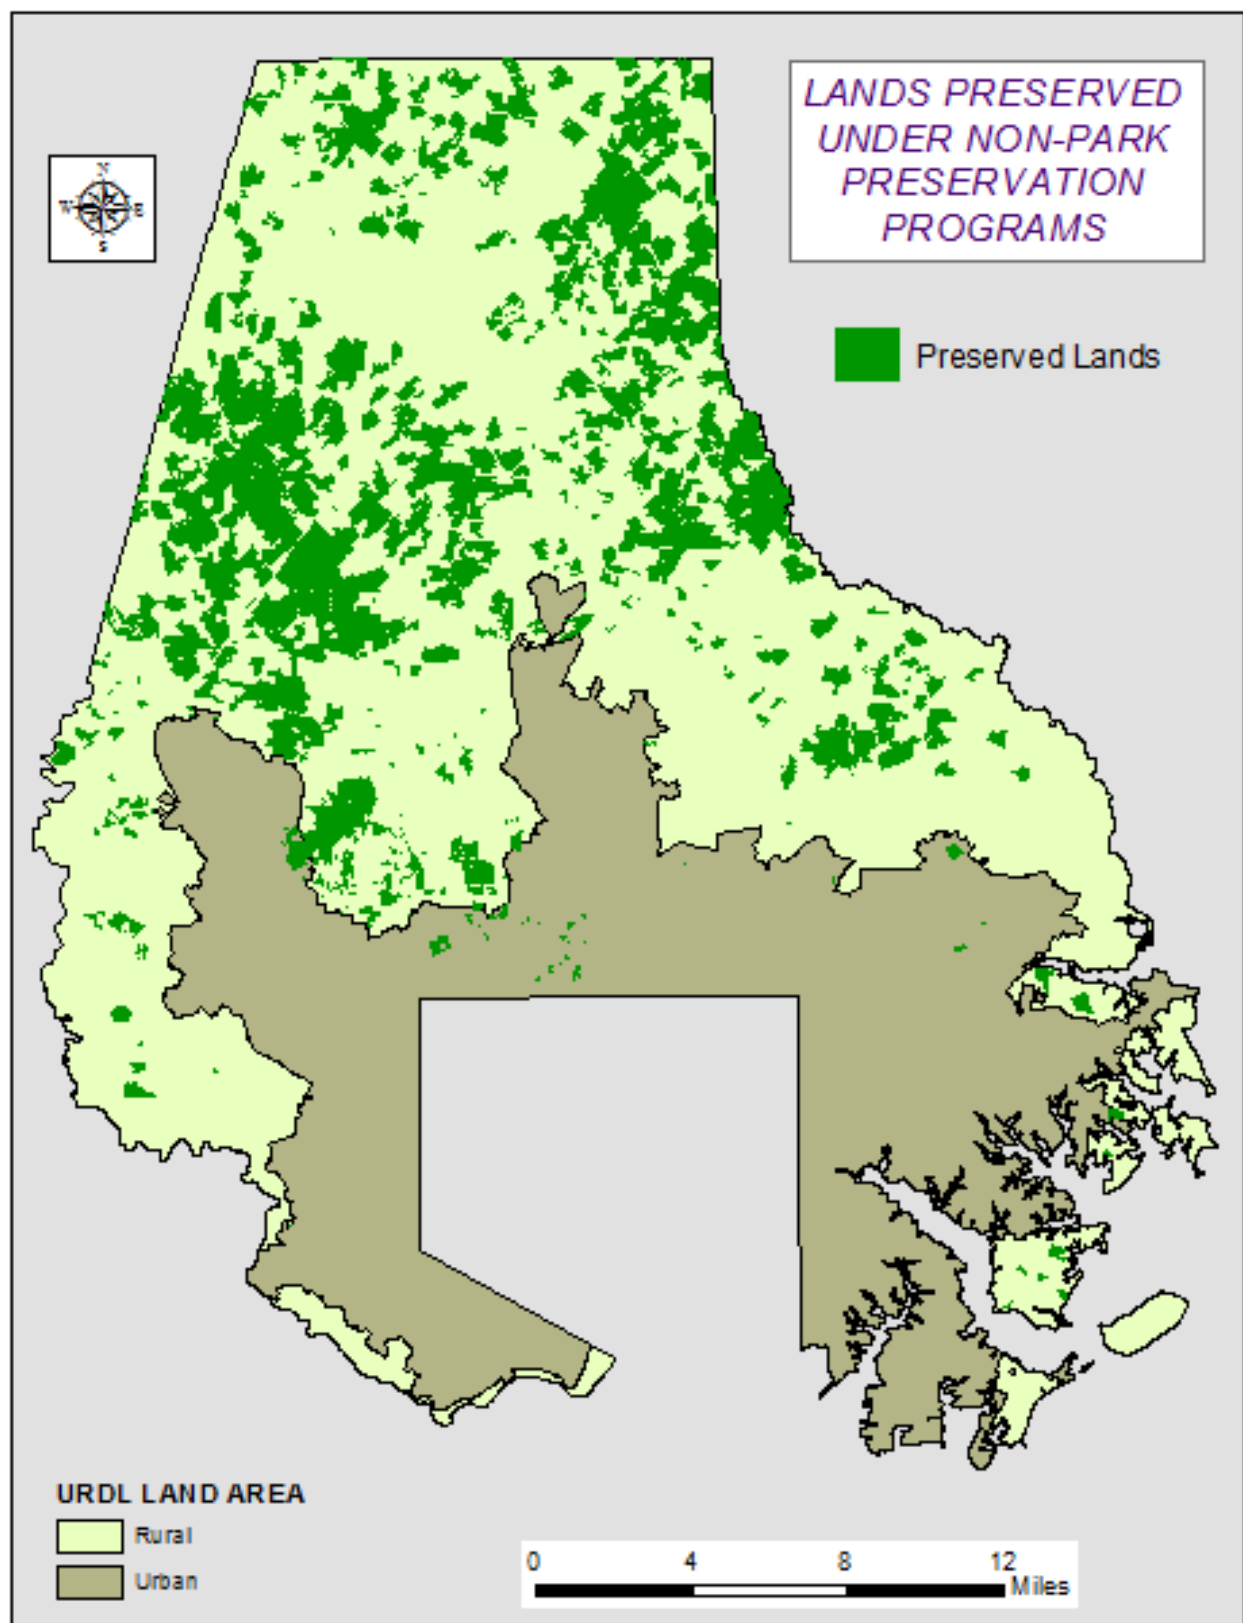 LANDS PRESERVED
UNDER NON-PARK
PRESERVATION
PROGRAMS
N
W E
S
Preserved Lands
URDL LAND AREA
Rural
Urban
0 4 8 12
Miles